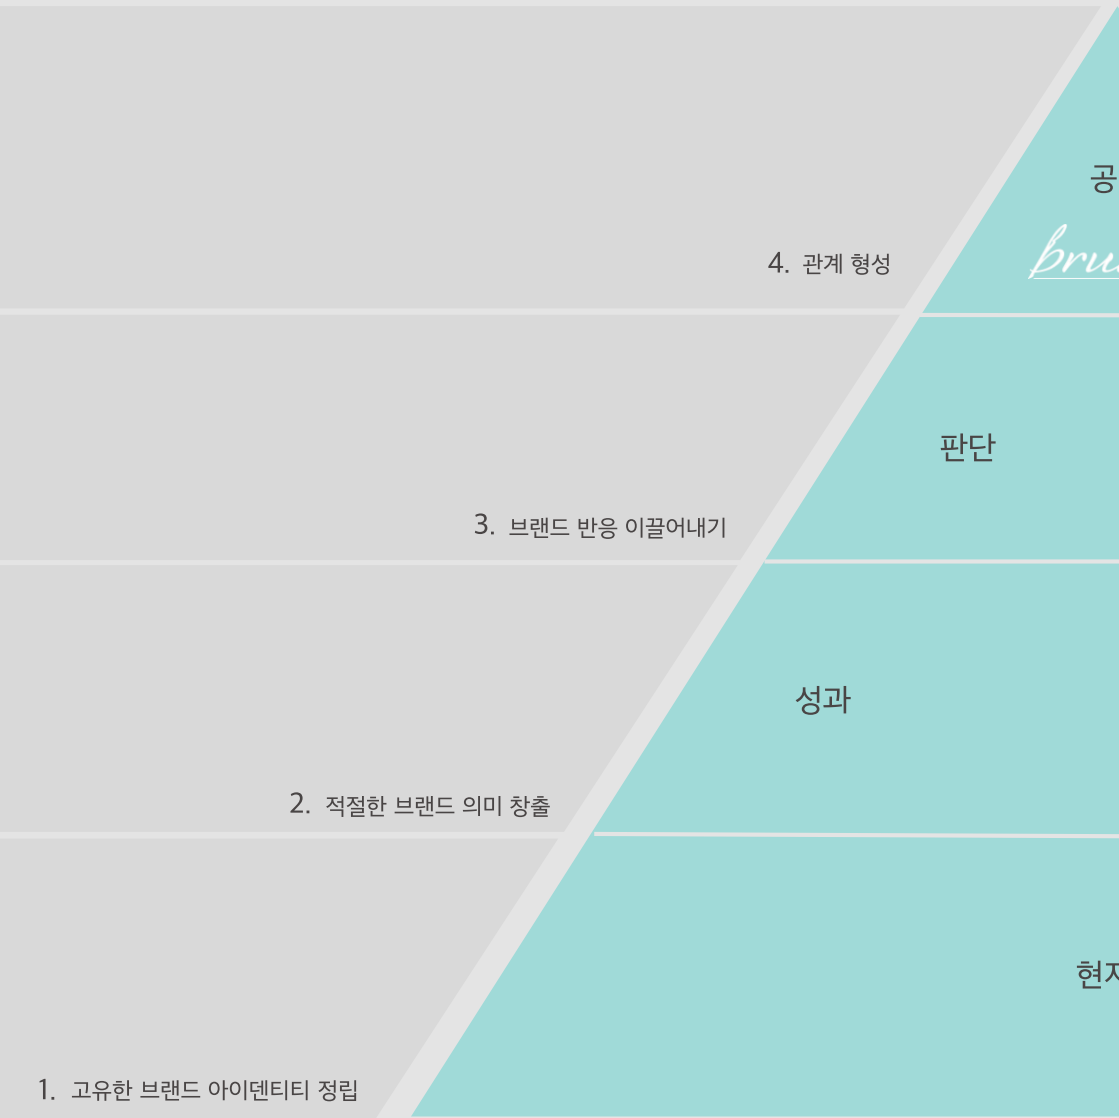 4. 관계 형성
3. 브랜드 반응 이끌어내기
판단
성과
2. 적절한 브랜드 의미 창출
1. 고유한 브랜드 아이덴티티 정립